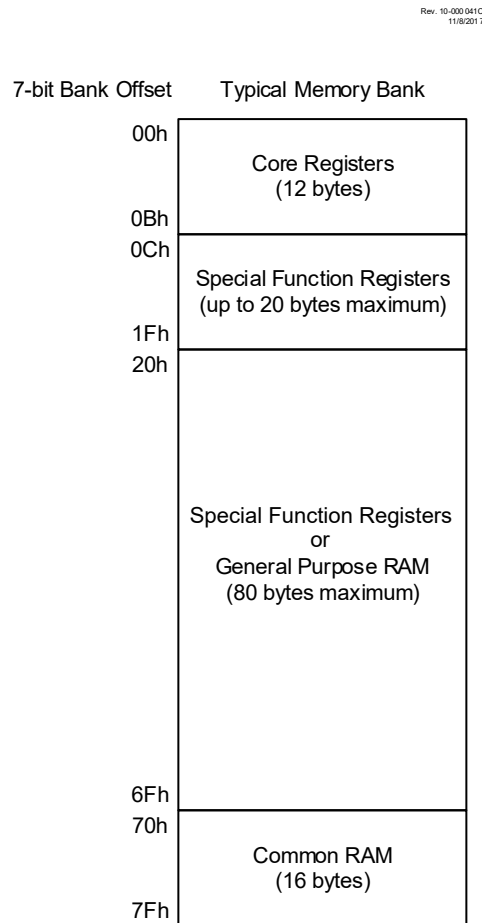 Rev. 10-000 041C
11/8/2017
7-bit Bank Offset Typical Memory Bank
00h
Core Registers
(12 bytes)
0Bh
0Ch
Special Function Registers
(up to 20 bytes maximum)
1Fh
20h
Special Function Registers
or
General Purpose RAM
(80 bytes maximum)
6Fh
70h
Common RAM
(16 bytes)
7Fh